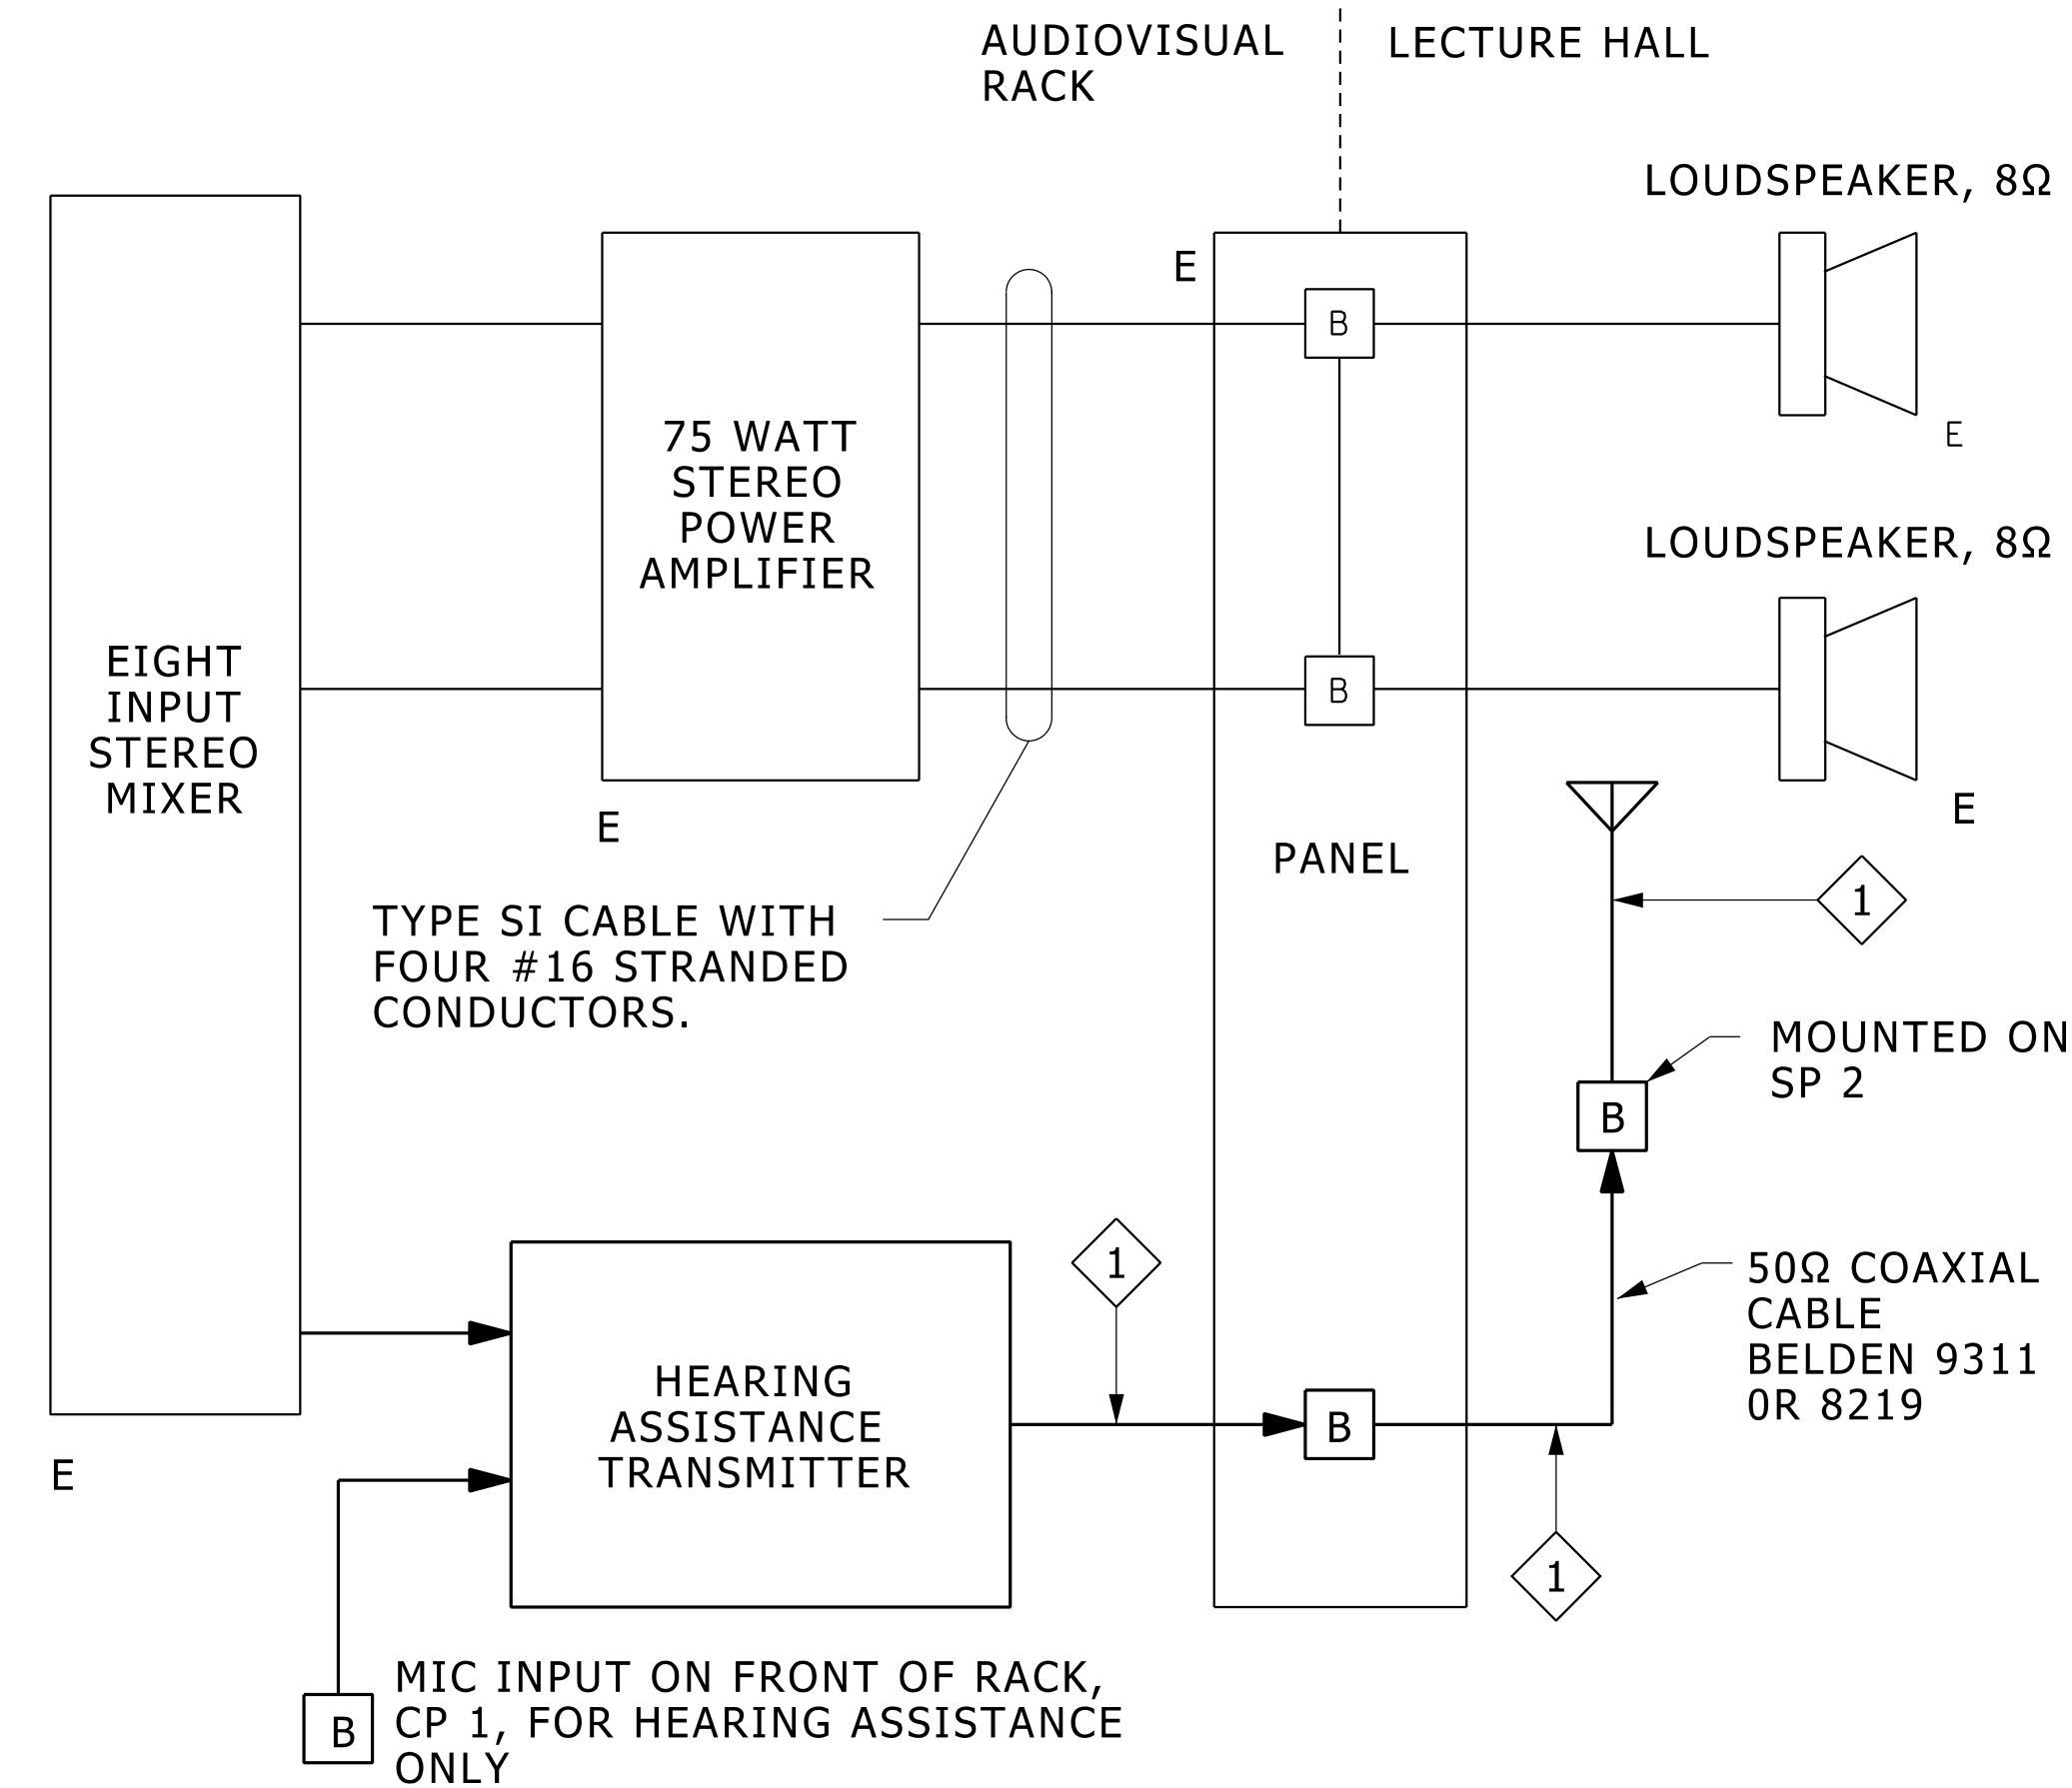 AUDIOVISUAL
RACK
LECTURE HALL
LOUDSPEAKER, 8Ω
E
B
E
75 WATT
STEREO
POWER
AMPLIFIER
E
LOUDSPEAKER, 8Ω
B
E
EIGHT
INPUT
STEREO
MIXER
E
PANEL
TYPE SI CABLE WITH
FOUR #16 STRANDED
CONDUCTORS.
1
MOUNTED ON
SP 2
B
1
50Ω COAXIAL
CABLE
BELDEN 9311
0R 8219
HEARING
ASSISTANCE
TRANSMITTER
B
1
MIC INPUT ON FRONT OF RACK,
CP 1, FOR HEARING ASSISTANCE
ONLY
B